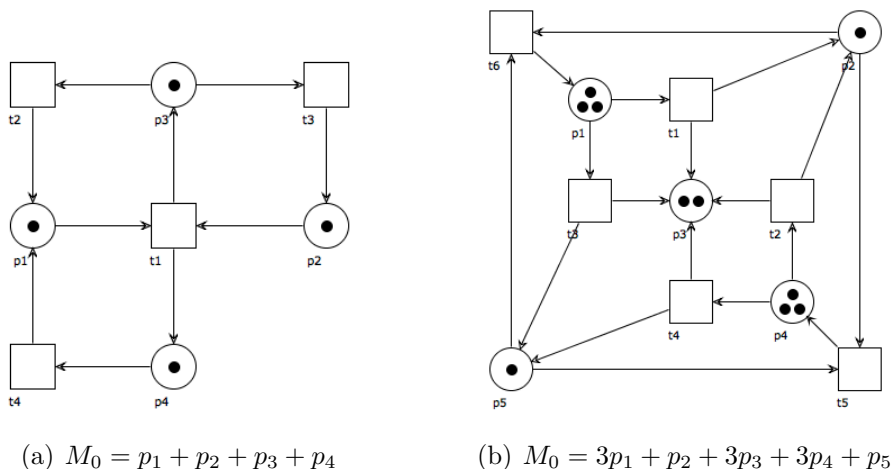 t6
p2
t2
p3
t3
p1
t1
p1
t1
p2
t3
p3
t2
t4
p4
t4
p4
p5
t5
(a) M₀ = p₁ + p₂ + p₃ + p₄
(b) M₀ = 3p₁ + p₂ + 3p₃ + 3p₄ + p₅